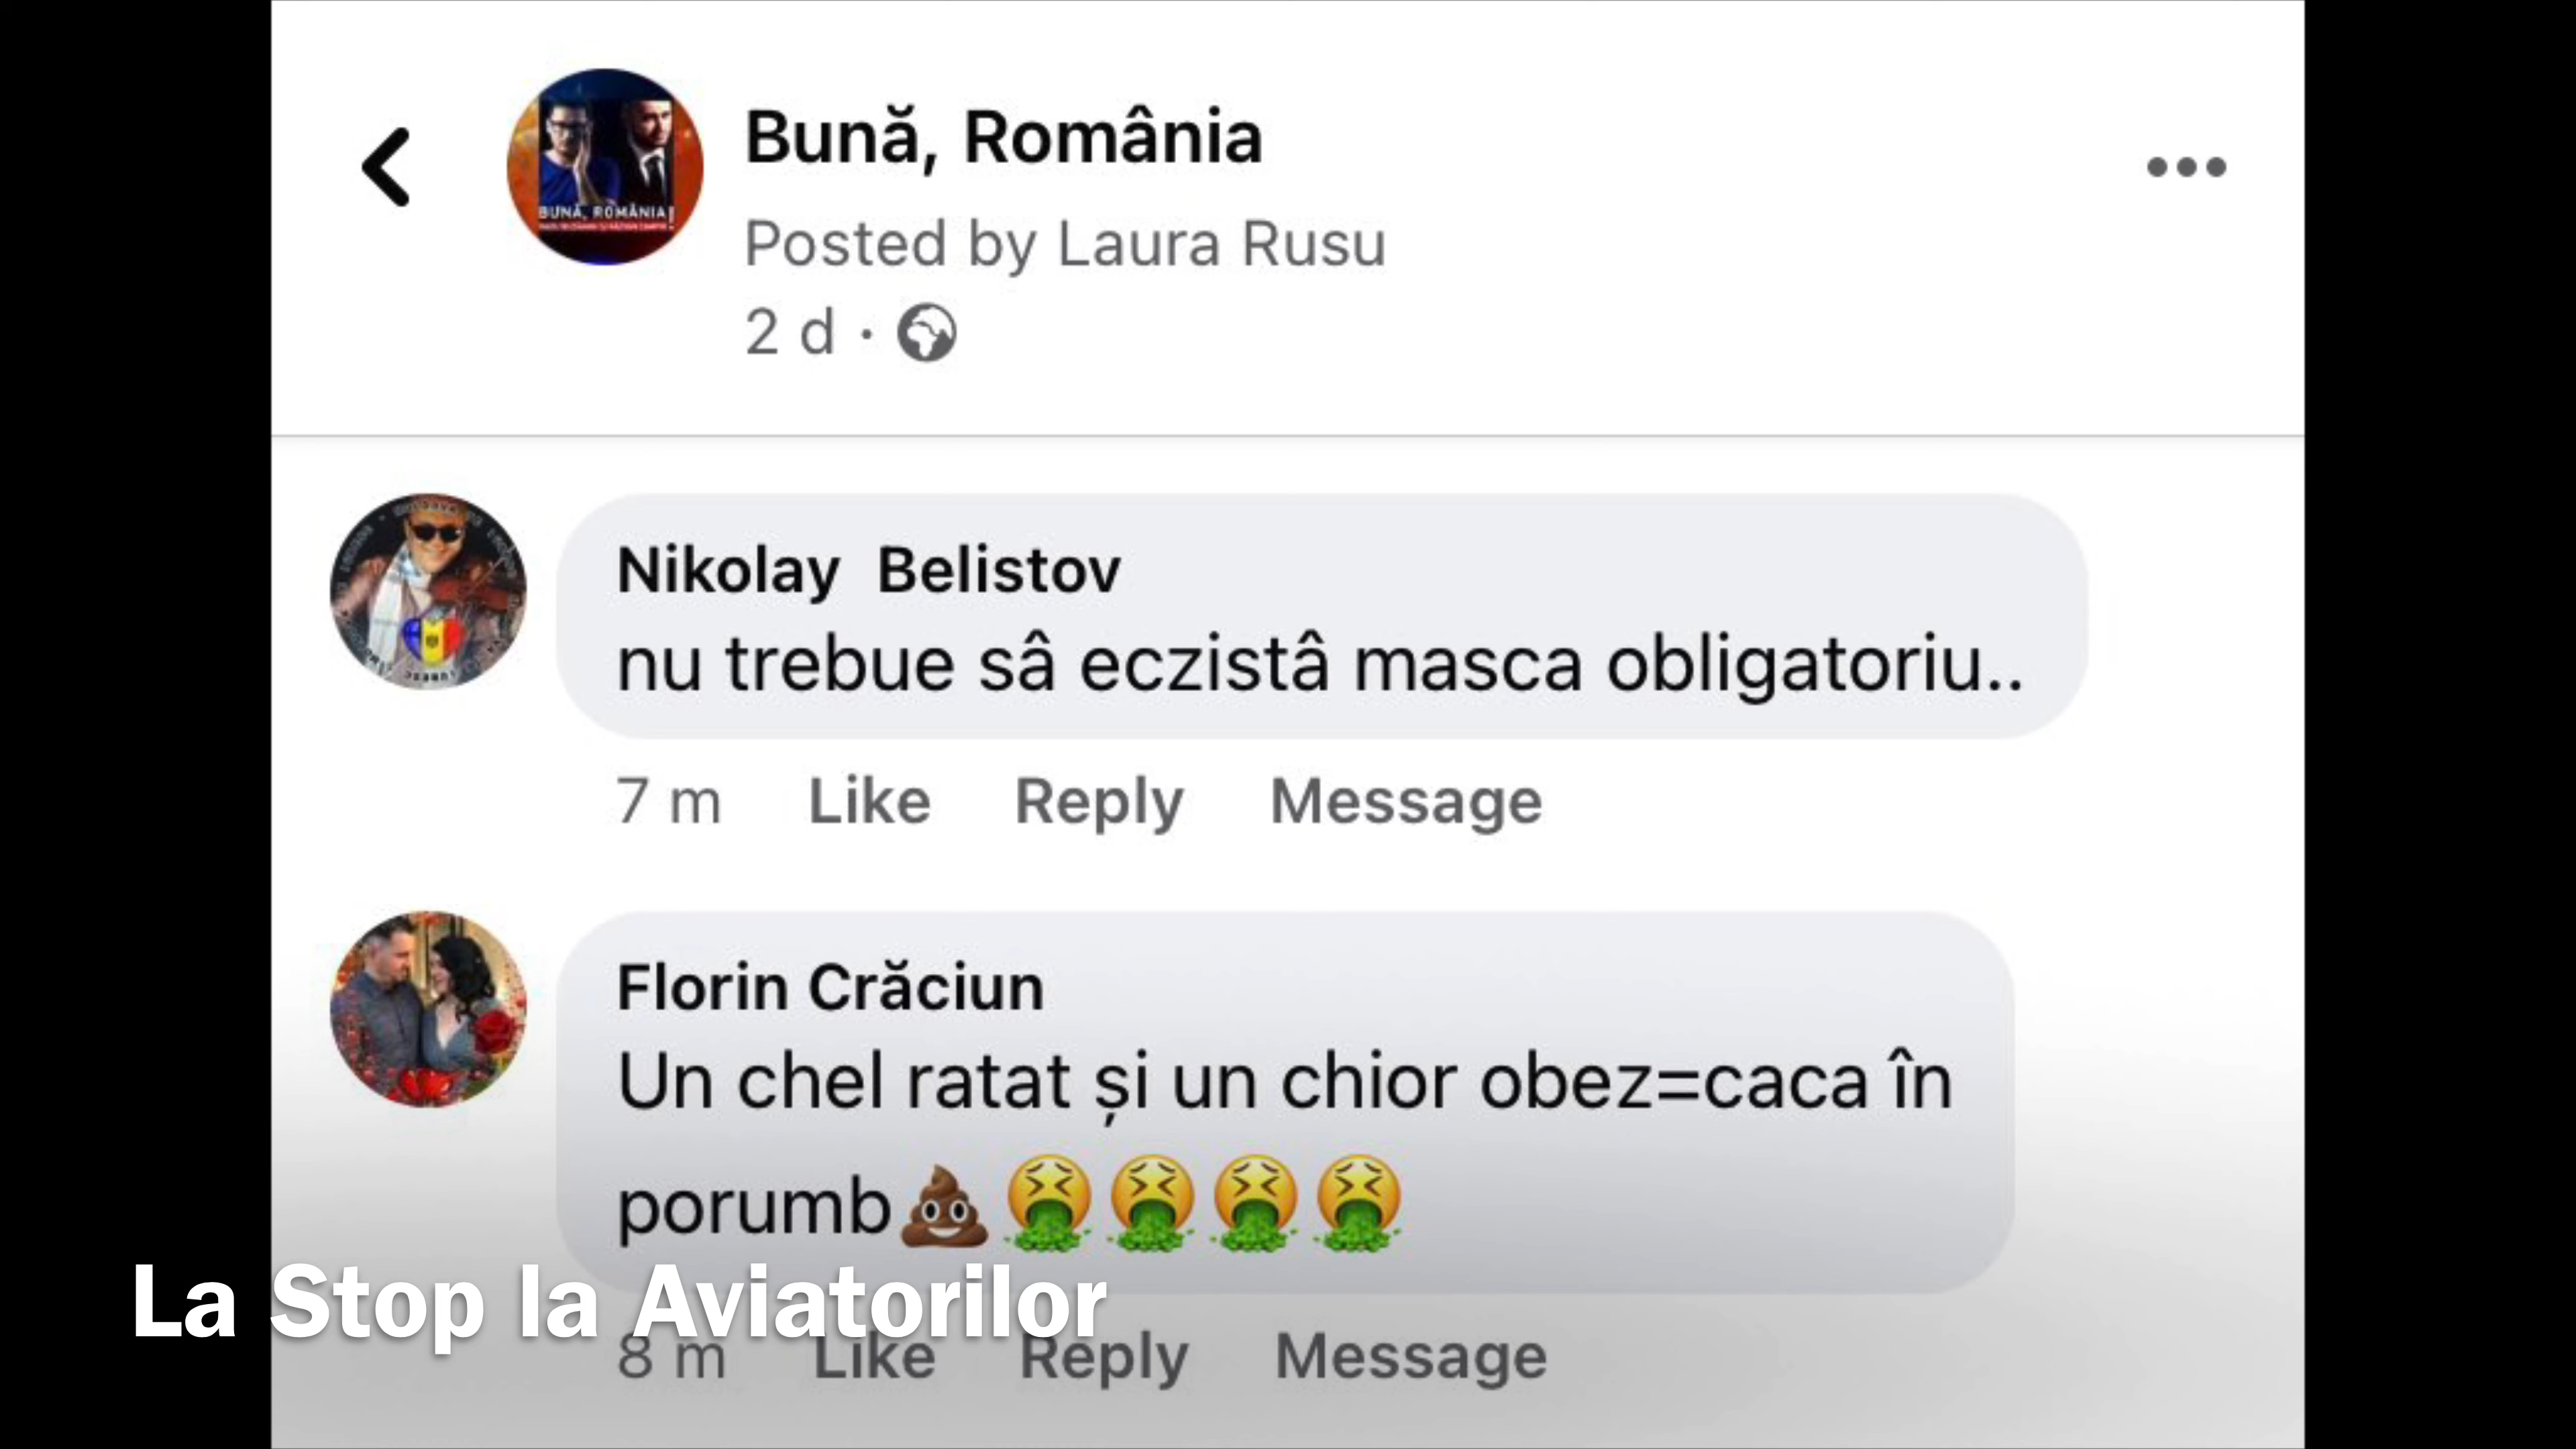 Bună, România
BUNĂ, ROMÂNIA!
Posted by Laura Rusu
2 d ·
Nikolay Belistov
nu trebue sâ eczistâ masca obligatoriu..
7 m Like Reply Message
Florin Crăciun
Un chel ratat și un chior obez=caca în
porumb💩🤮🤮🤮🤮
La Stop la Aviatorilor
8 m Like Reply Message